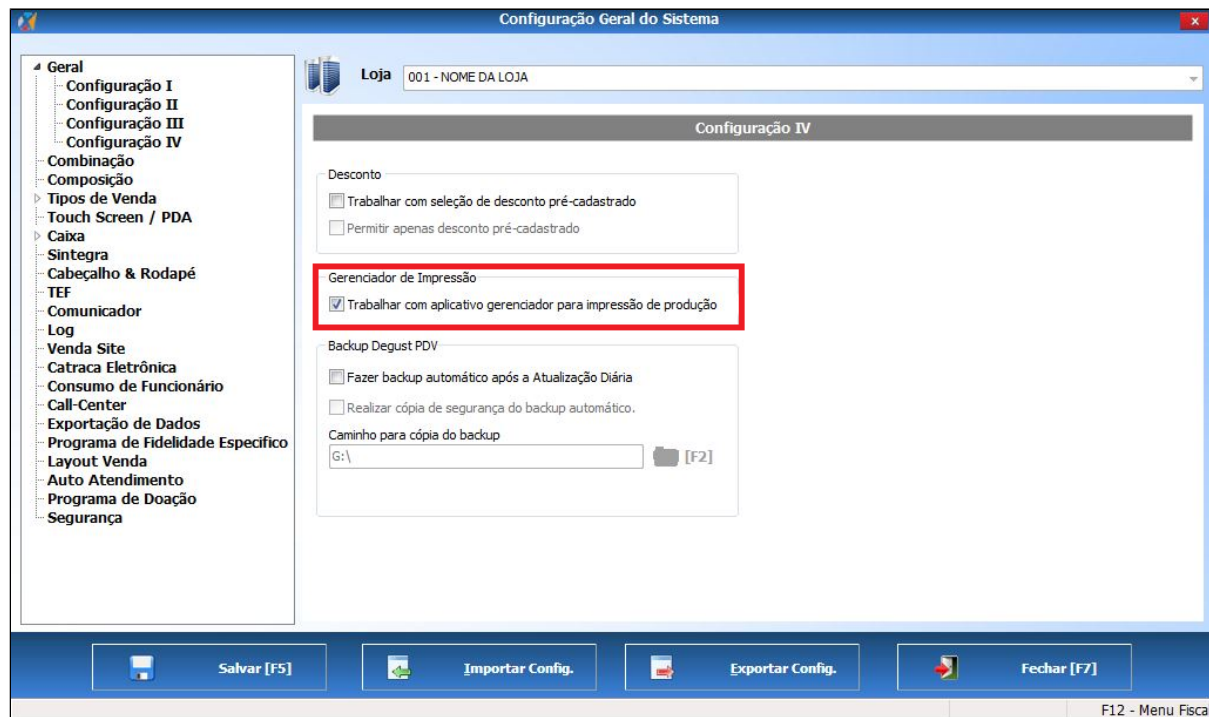 Configuração Geral do Sistema
x
Geral
Configuração I
Configuração II
Configuração III
Configuração IV
Combinação
Composição
Tipos de Venda
Touch Screen / PDA
Caixa
Sintegra
Cabeçalho & Rodapé
TEF
Comunicador
Log
Venda Site
Catraca Eletrônica
Consumo de Funcionário
Call-Center
Exportação de Dados
Programa de Fidelidade Especifico
Layout Venda
Auto Atendimento
Programa de Doação
Segurança
Loja 001 - NOME DA LOJA
Configuração IV
Desconto
Trabalhar com seleção de desconto pré-cadastrado
Permitir apenas desconto pré-cadastrado
Gerenciador de Impressão
Trabalhar com aplicativo gerenciador para impressão de produção
Backup Degust PDV
Fazer backup automático após a Atualização Diária
Realizar cópia de segurança do backup automático.
Caminho para cópia do backup
G:\ [F2]
Salvar [F5] Importar Config. Exportar Config. Fechar [F7]
F12 - Menu Fisca